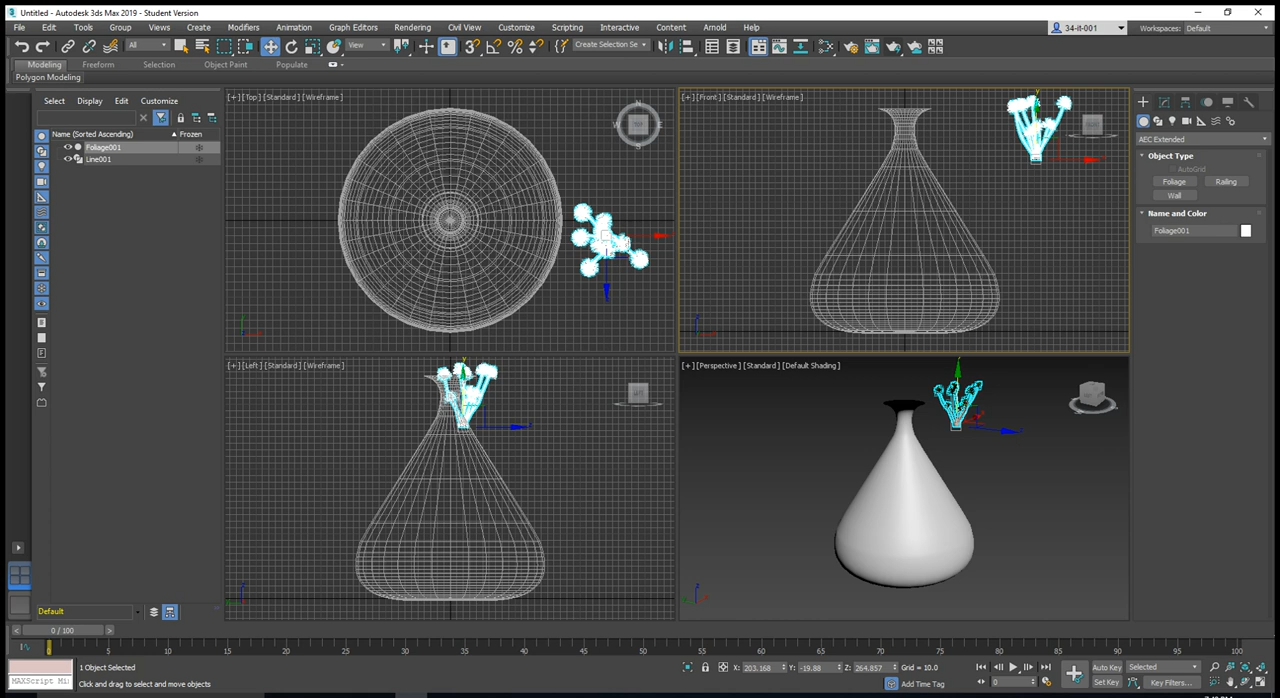 Untitled - Autodesk 3ds Max 2019 - Student Version
File Edit Tools Group Views Create Modifiers Animation Graph Editors Rendering Civil View Customize Scripting Interactive Content Arnold Help
34-it-001
Workspaces: Default
All
View
Create Selection Se
Modeling Freeform Selection Object Paint Populate
Polygon Modeling
Select Display Edit Customize
Name (Sorted Ascending) ▲ Frozen
Foliage001
Line001
[+] [Top] [Standard] [Wireframe]
N
W TOP E
S
[+] [Front] [Standard] [Wireframe]
y
[+] [Left] [Standard] [Wireframe]
y
[+] [Perspective] [Standard] [Default Shading]
AEC Extended
Object Type
AutoGrid
Foliage Railing
Wall
Name and Color
Foliage001
Default
< 0 / 100 >
0 5 10 15 20 25 30 35 40 45 50 55 60 65 70 75 80 85 90 95 100
MAXScript Mi:
1 Object Selected
Click and drag to select and move objects
X: 203.168 Y: -19.88 Z: 264.857 Grid = 10.0
Add Time Tag
0
Auto Key Selected
Set Key Key Filters...